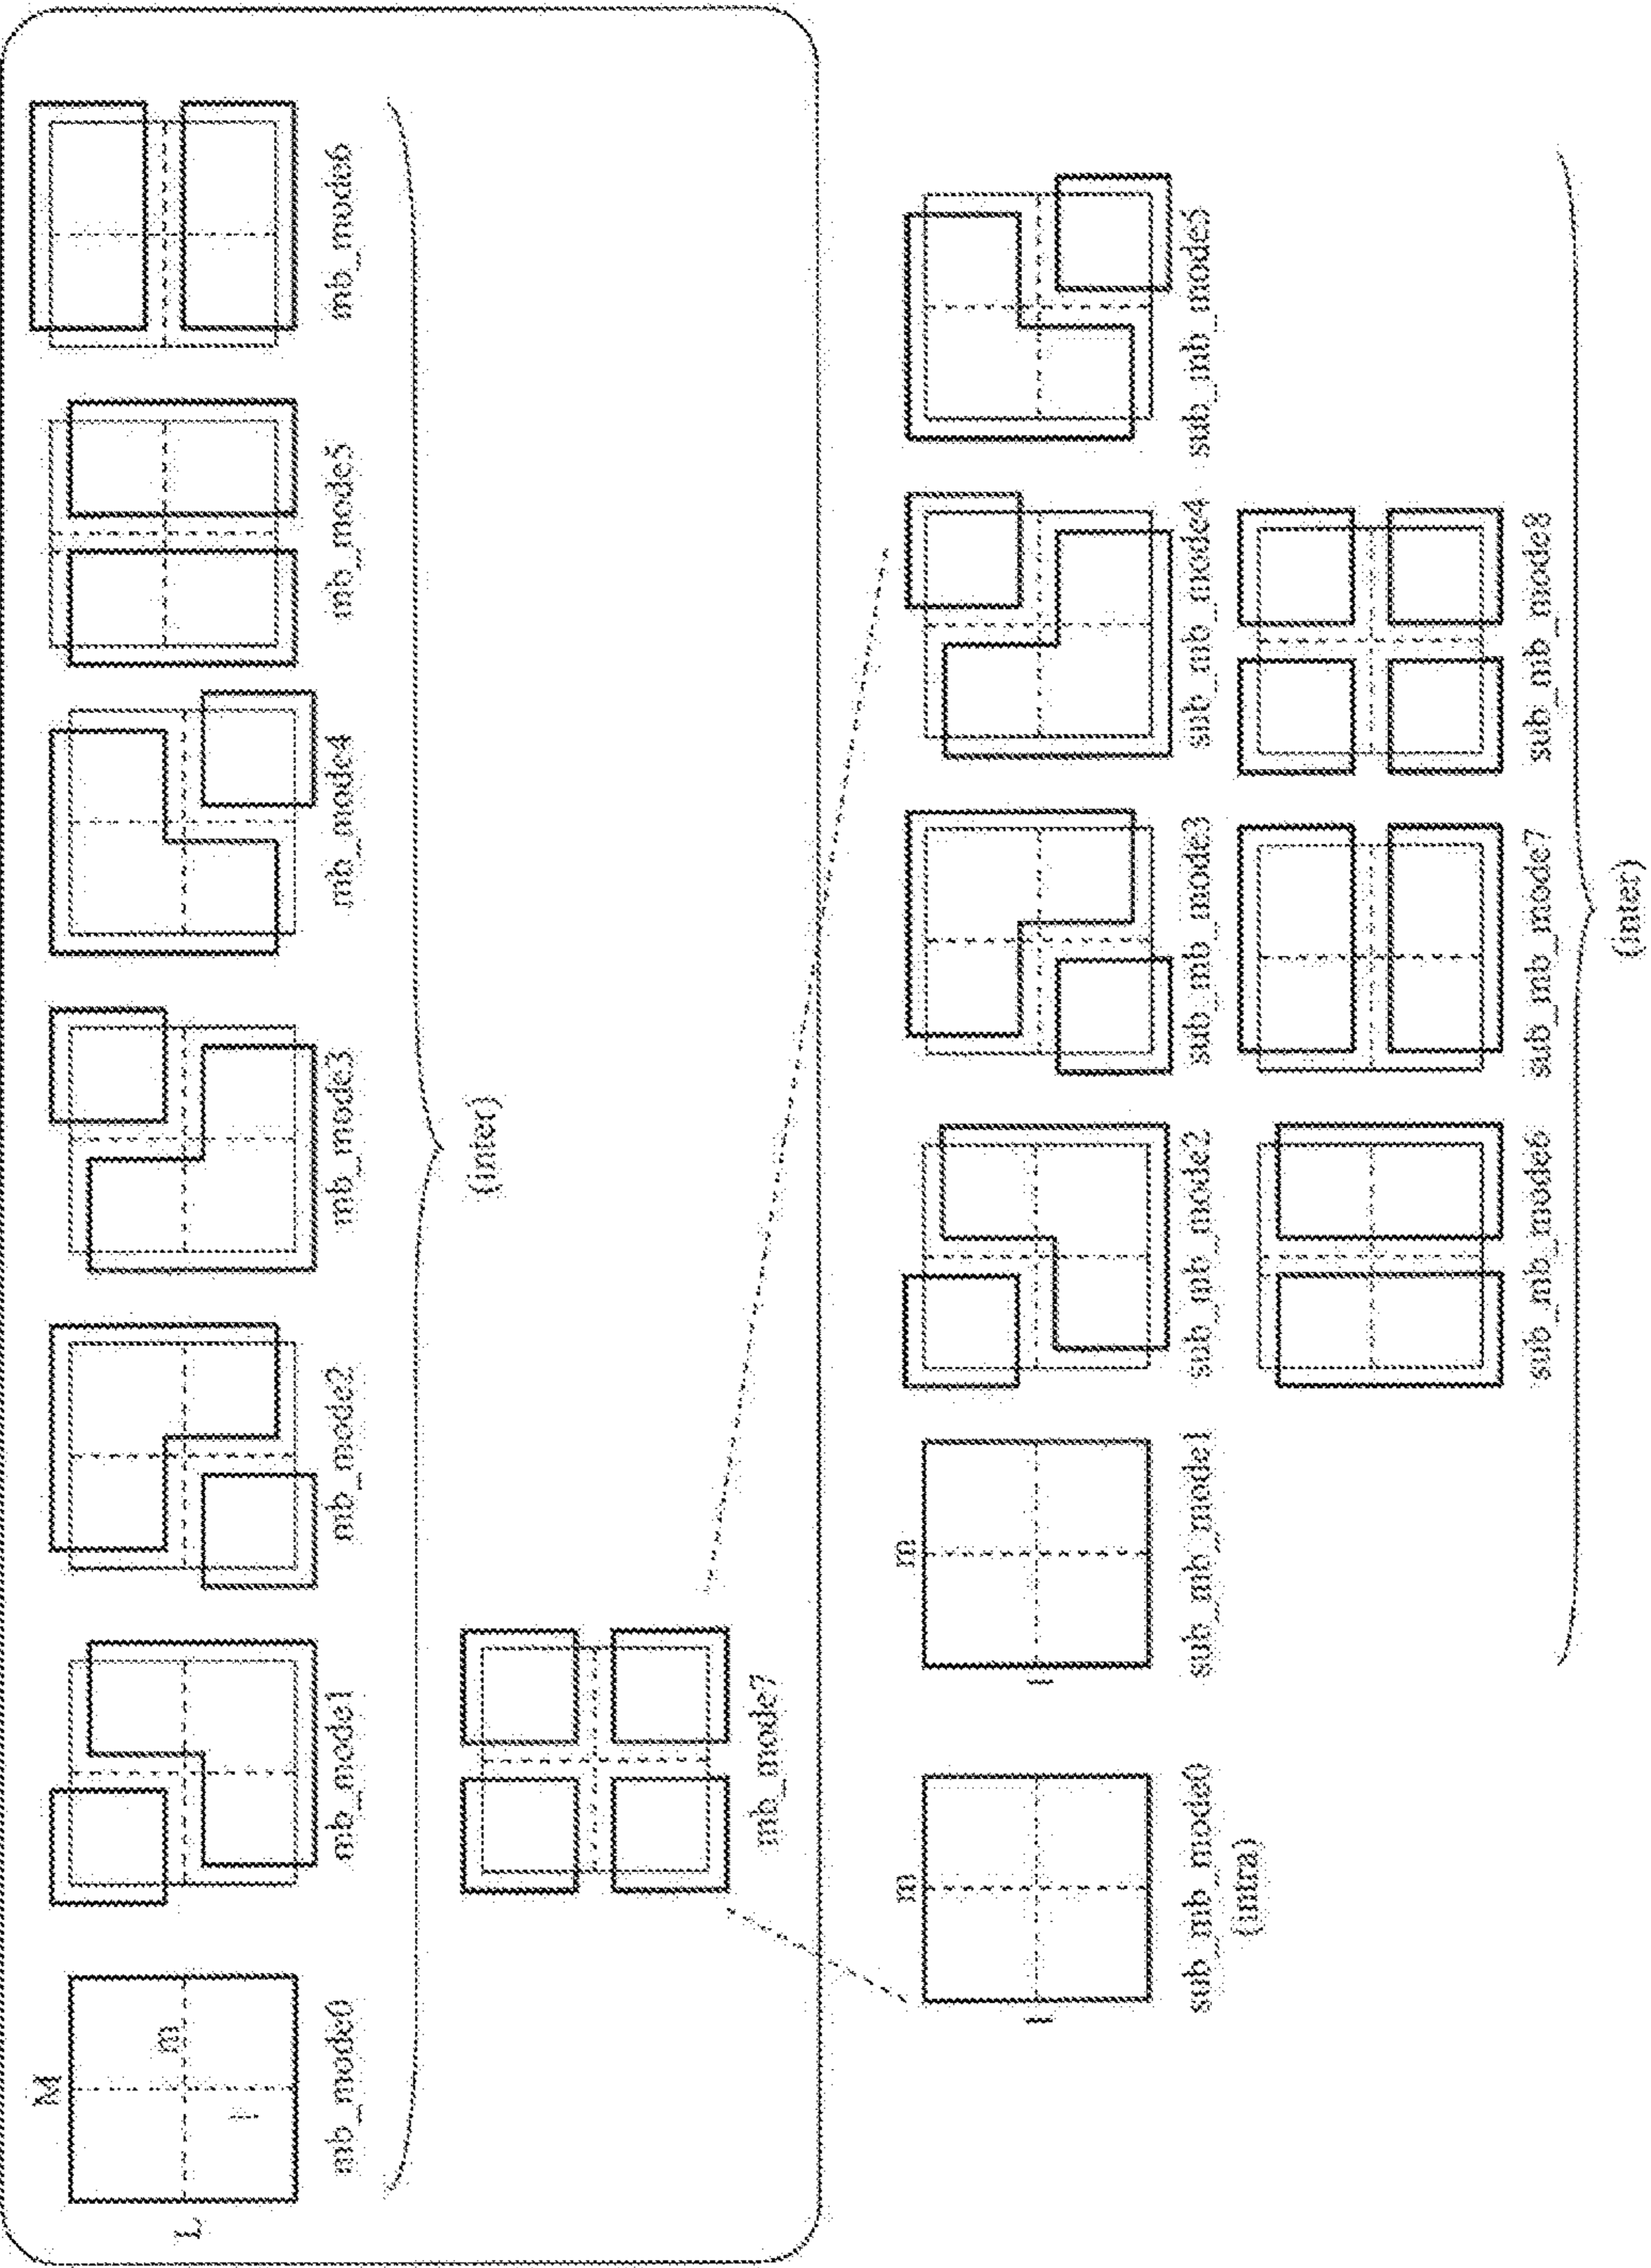 M
L
m
l
mb_mode0
mb_mode1
mb_mode2
mb_mode3
mb_mode4
mb_mode5
mb_mode6
(inter)
mb_mode7
m
l
sub_mb_mode0
(intra)
m
l
sub_mb_mode1
sub_mb_mode2
sub_mb_mode3
sub_mb_mode4
sub_mb_mode5
sub_mb_mode6
sub_mb_mode7
sub_mb_mode8
(inter)